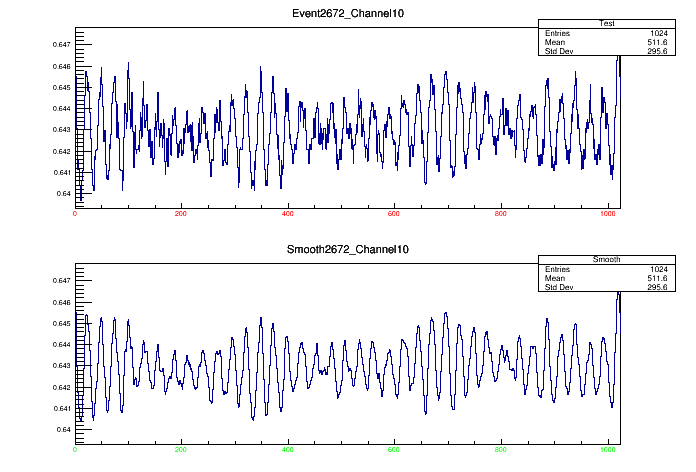 Event2672_Channel10
Test
Entries 1024
Mean 511.6
Std Dev 295.6
0.647
0.646
0.645
0.644
0.643
0.642
0.641
0.64
0 200 400 600 800 1000
Smooth2672_Channel10
Smooth
Entries 1024
Mean 511.6
Std Dev 295.6
0.647
0.646
0.645
0.644
0.643
0.642
0.641
0.64
0 200 400 600 800 1000